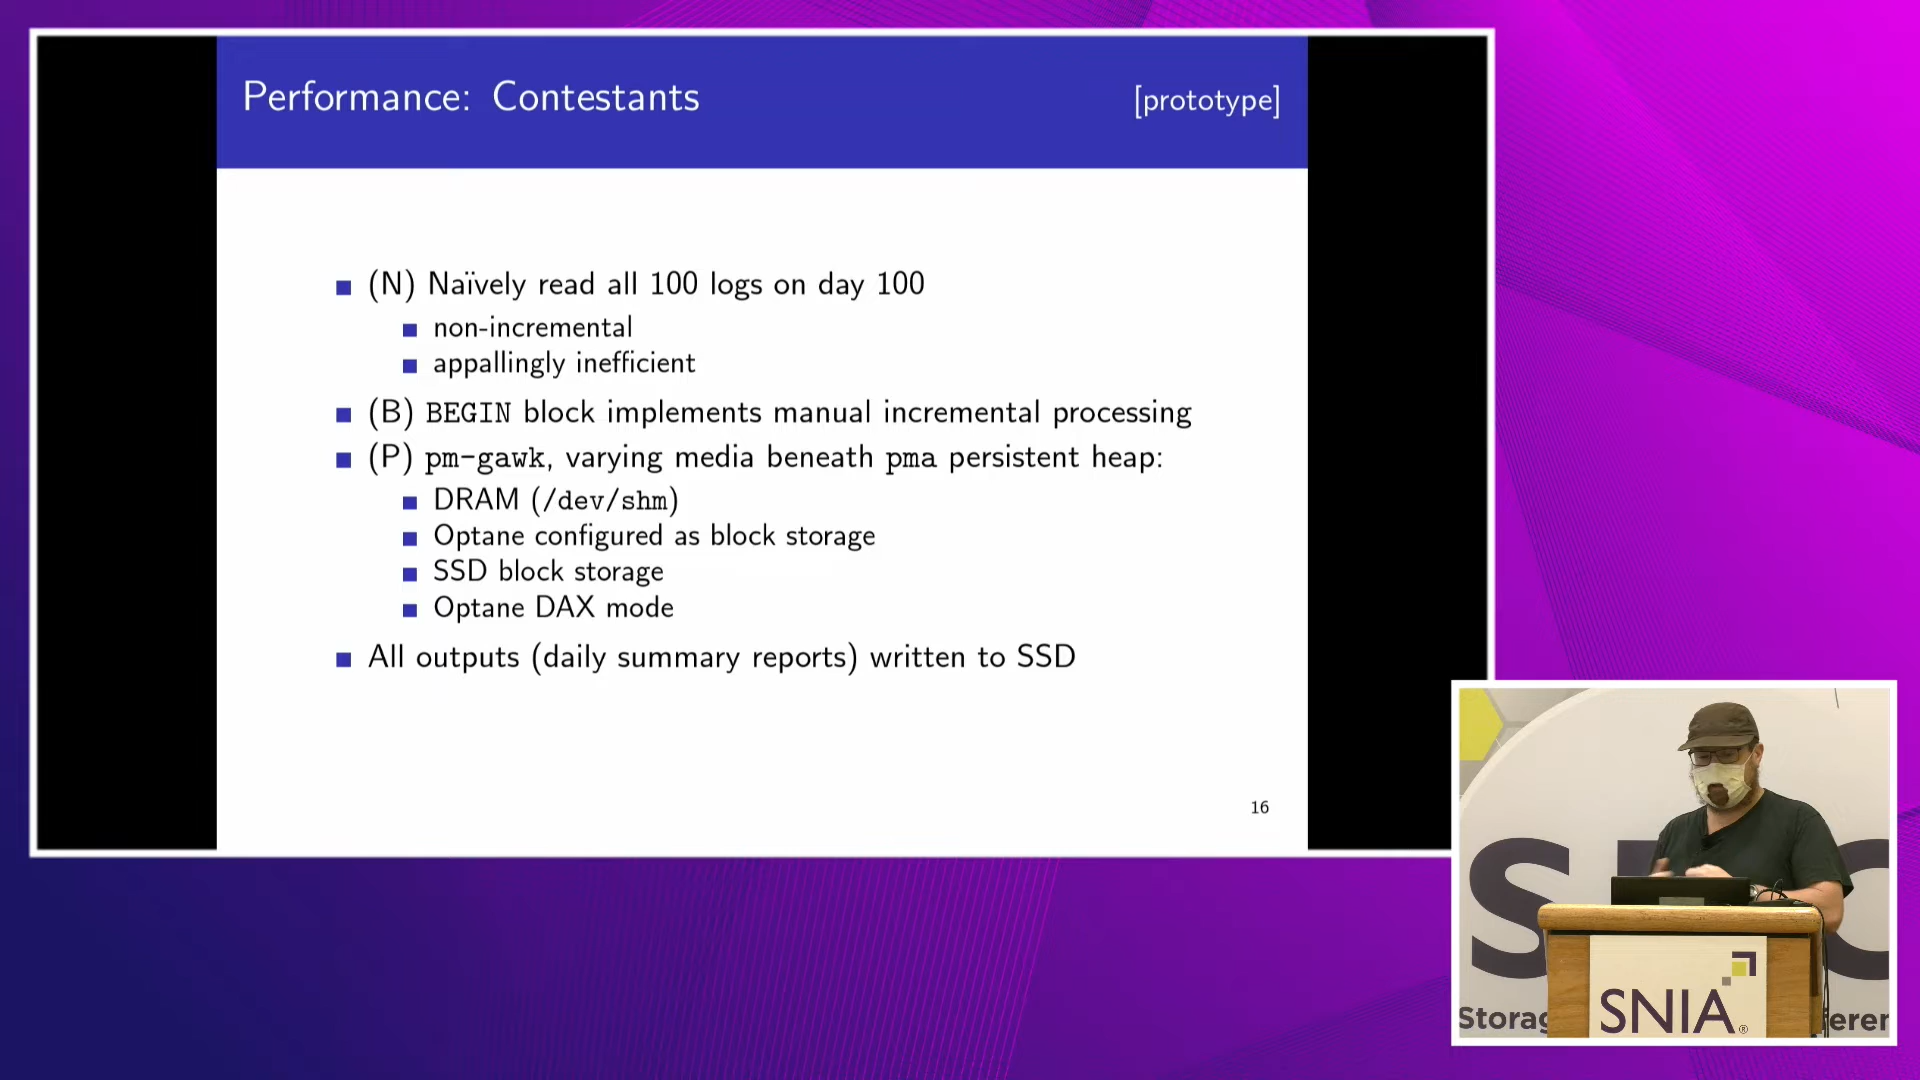 Performance: Contestants
[prototype]
(N) Naïvely read all 100 logs on day 100
non-incremental
appallingly inefficient
(B) BEGIN block implements manual incremental processing
(P) pm-gawk, varying media beneath pma persistent heap:
DRAM (/dev/shm)
Optane configured as block storage
SSD block storage
Optane DAX mode
All outputs (daily summary reports) written to SSD
16
SNIA®